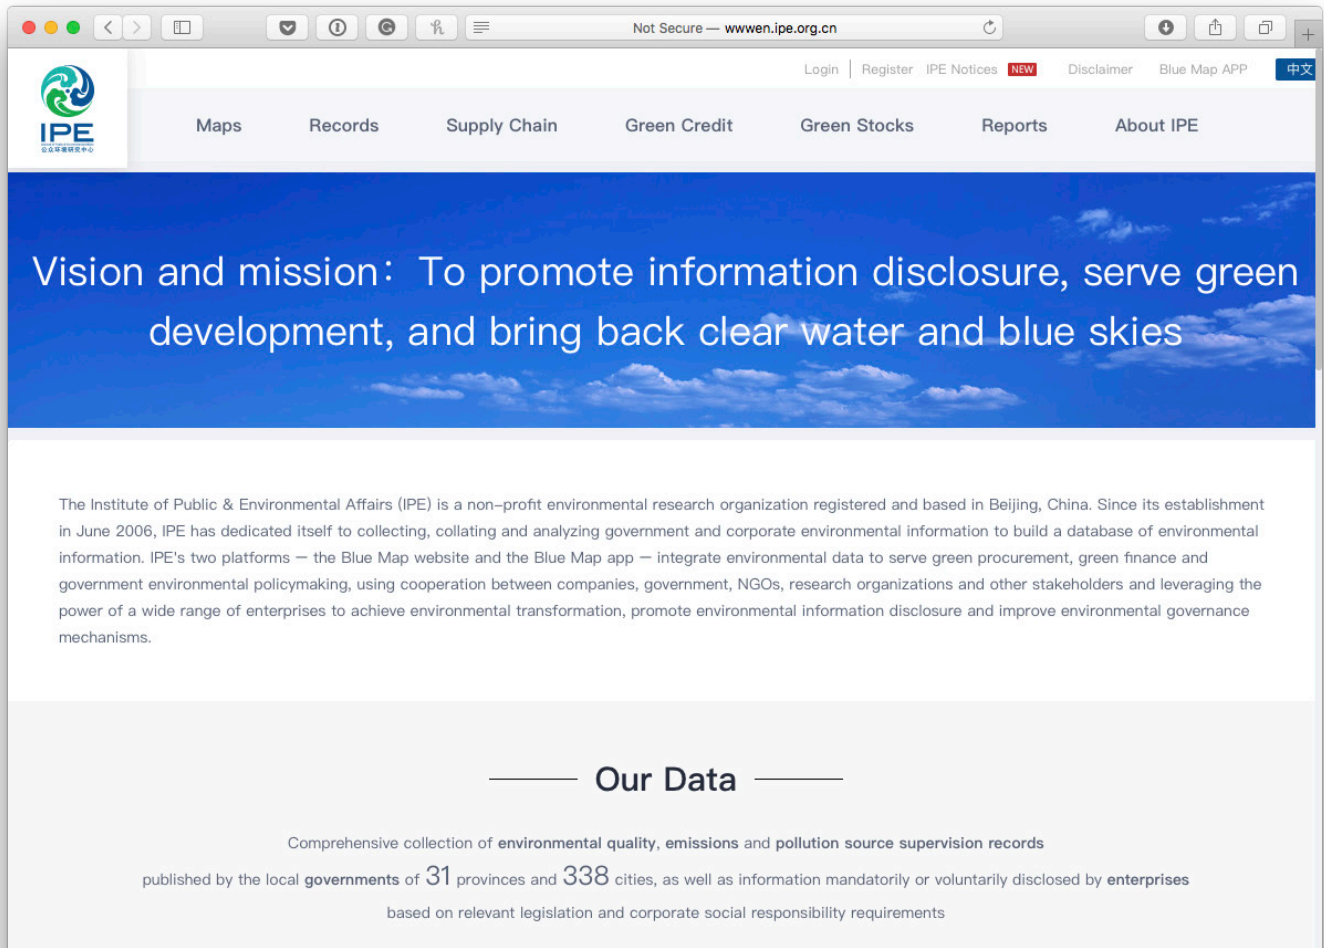 Not Secure — wwwen.ipe.org.cn
Login Register IPE Notices NEW Disclaimer Blue Map APP 中文
IPE
公众环境研究中心
Maps Records Supply Chain Green Credit Green Stocks Reports About IPE
Vision and mission：To promote information disclosure, serve green
development, and bring back clear water and blue skies
The Institute of Public & Environmental Affairs (IPE) is a non-profit environmental research organization registered and based in Beijing, China. Since its establishment
in June 2006, IPE has dedicated itself to collecting, collating and analyzing government and corporate environmental information to build a database of environmental
information. IPE's two platforms — the Blue Map website and the Blue Map app — integrate environmental data to serve green procurement, green finance and
government environmental policymaking, using cooperation between companies, government, NGOs, research organizations and other stakeholders and leveraging the
power of a wide range of enterprises to achieve environmental transformation, promote environmental information disclosure and improve environmental governance
mechanisms.
Our Data
Comprehensive collection of environmental quality, emissions and pollution source supervision records
published by the local governments of 31 provinces and 338 cities, as well as information mandatorily or voluntarily disclosed by enterprises
based on relevant legislation and corporate social responsibility requirements